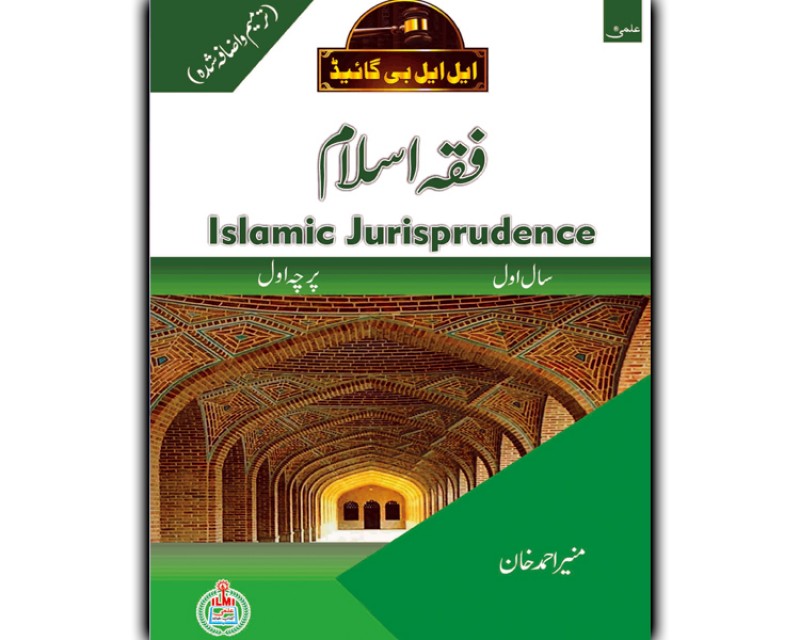 (ترمیم و اضافہ شدہ)
علمی
ایل ایل بی گائیڈ
فقہ اسلام
Islamic Jurisprudence
سال اول
پرچہ اول
منیر احمد خان
ILMI